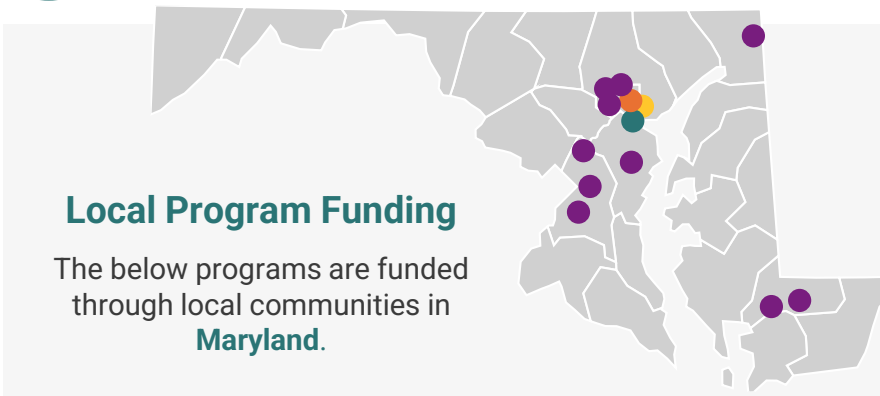 Local Program Funding
The below programs are funded
through local communities in
Maryland.